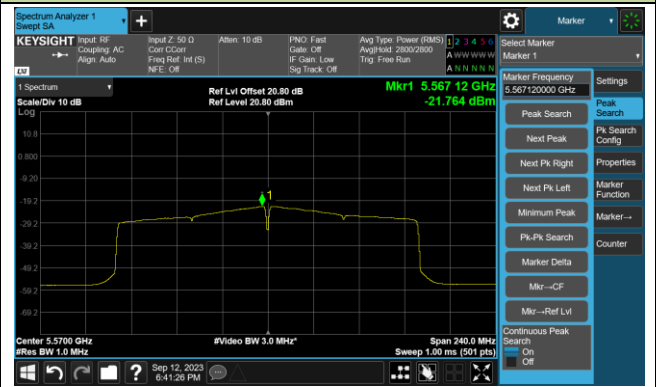 Spectrum Analyzer 1
Swept SA
Marker
KEYSIGHT
Input: RF
Coupling: AC
Align: Auto
Input Z: 50 Ω
Corr CCorr
Freq Ref: Int (S)
NFE: Off
Atten: 10 dB
PNO: Fast
Gate: Off
IF Gain: Low
Sig Track: Off
Avg Type: Power (RMS)
Avg|Hold: 2800/2800
Trig: Free Run
1 2 3 4 5 6
A W W W W W
A N N N N N
LXI
Select Marker
Marker 1
1 Spectrum
Scale/Div 10 dB
Log
Ref Lvl Offset 20.80 dB
Ref Level 20.80 dBm
Mkr1 5.567 12 GHz
-21.764 dBm
10.8
0.800
-9.20
-19.2
-29.2
-39.2
-49.2
-59.2
-69.2
1
Center 5.5700 GHz
#Res BW 1.0 MHz
#Video BW 3.0 MHz*
Span 240.0 MHz
Sweep 1.00 ms (501 pts)
Marker Frequency
5.567120000 GHz
Peak Search
Next Peak
Next Pk Right
Next Pk Left
Minimum Peak
Pk-Pk Search
Marker Delta
Mkr→CF
Mkr→Ref Lvl
Continuous Peak
Search
On
Off
Settings
Peak
Search
Pk Search
Config
Properties
Marker
Function
Marker→
Counter
Sep 12, 2023
6:41:26 PM